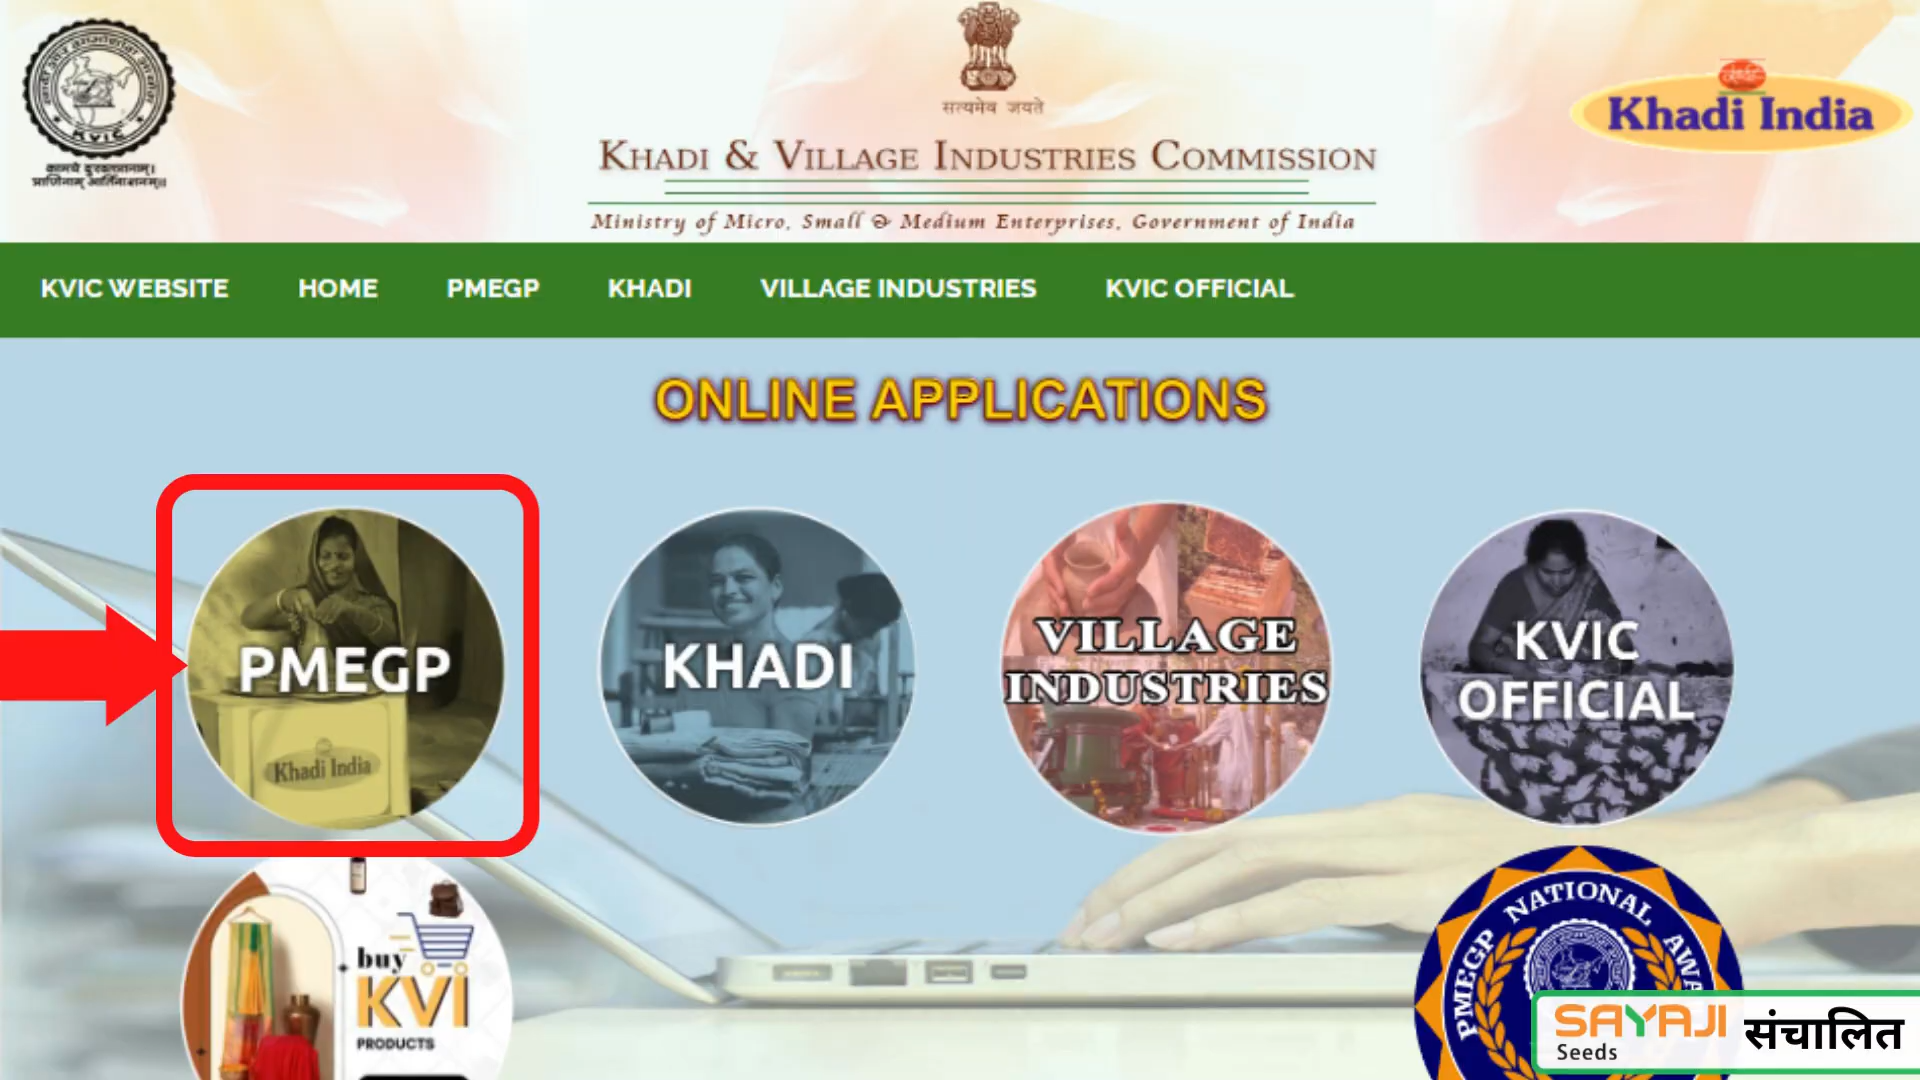 KVIC
सत्यमेव जयते
Khadi India
KHADI & VILLAGE INDUSTRIES COMMISSION
Ministry of Micro, Small & Medium Enterprises, Government of India
KVIC WEBSITE
HOME
PMEGP
KHADI
VILLAGE INDUSTRIES
KVIC OFFICIAL
ONLINE APPLICATIONS
PMEGP
Khadi India
KHADI
VILLAGE
INDUSTRIES
KVIC
OFFICIAL
buy
KVI
PRODUCTS
PMEGP NATIONAL
SAYAJI
Seeds
संचालित